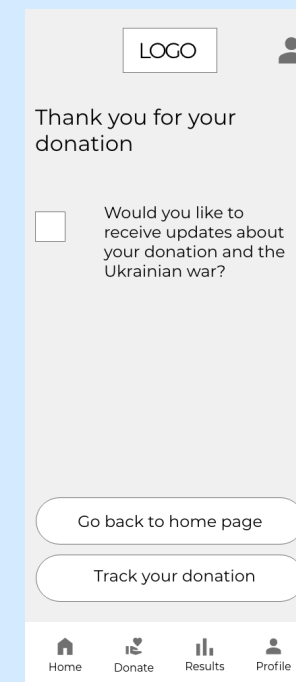 LOGO
Thank you for your
donation
Would you like to
receive updates about
your donation and the
Ukrainian war?
Go back to home page
Track your donation
Home Donate Results Profile